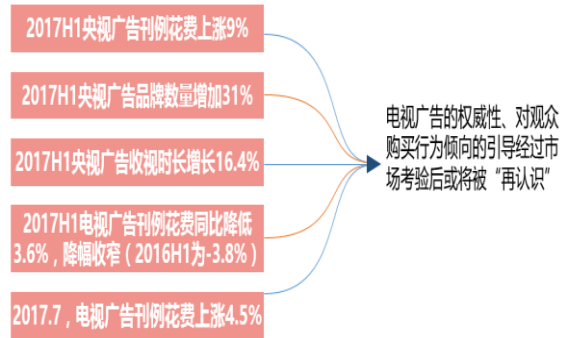 2017H1央视广告刊例花费上涨9%
2017H1央视广告品牌数量增加31%
2017H1央视广告收视时长增长16.4%
2017H1电视广告刊例花费同比降低
3.6%，降幅收窄（2016H1为-3.8%）
2017.7，电视广告刊例花费上涨4.5%
电视广告的权威性、对观众
购买行为倾向的引导经过市
场考验后或将被“再认识”